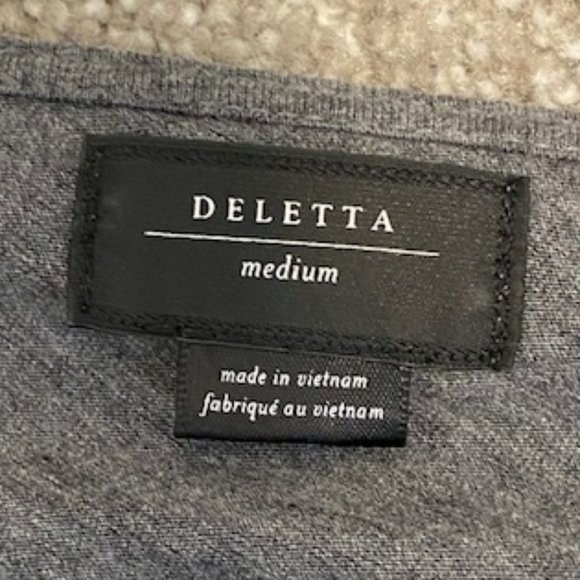 DELETTA
medium
made in vietnam
fabriqué au vietnam